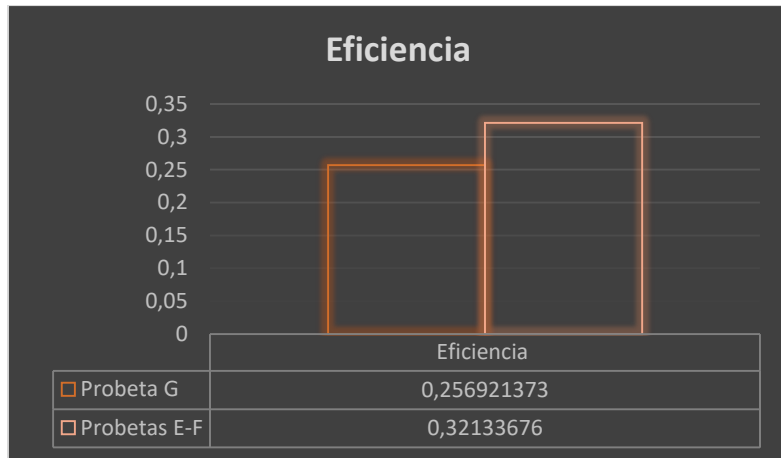 Eficiencia
0,35
0,3
0,25
0,2
0,15
0,1
0,05
0
Eficiencia
Probeta G 0,256921373
Probetas E-F 0,32133676